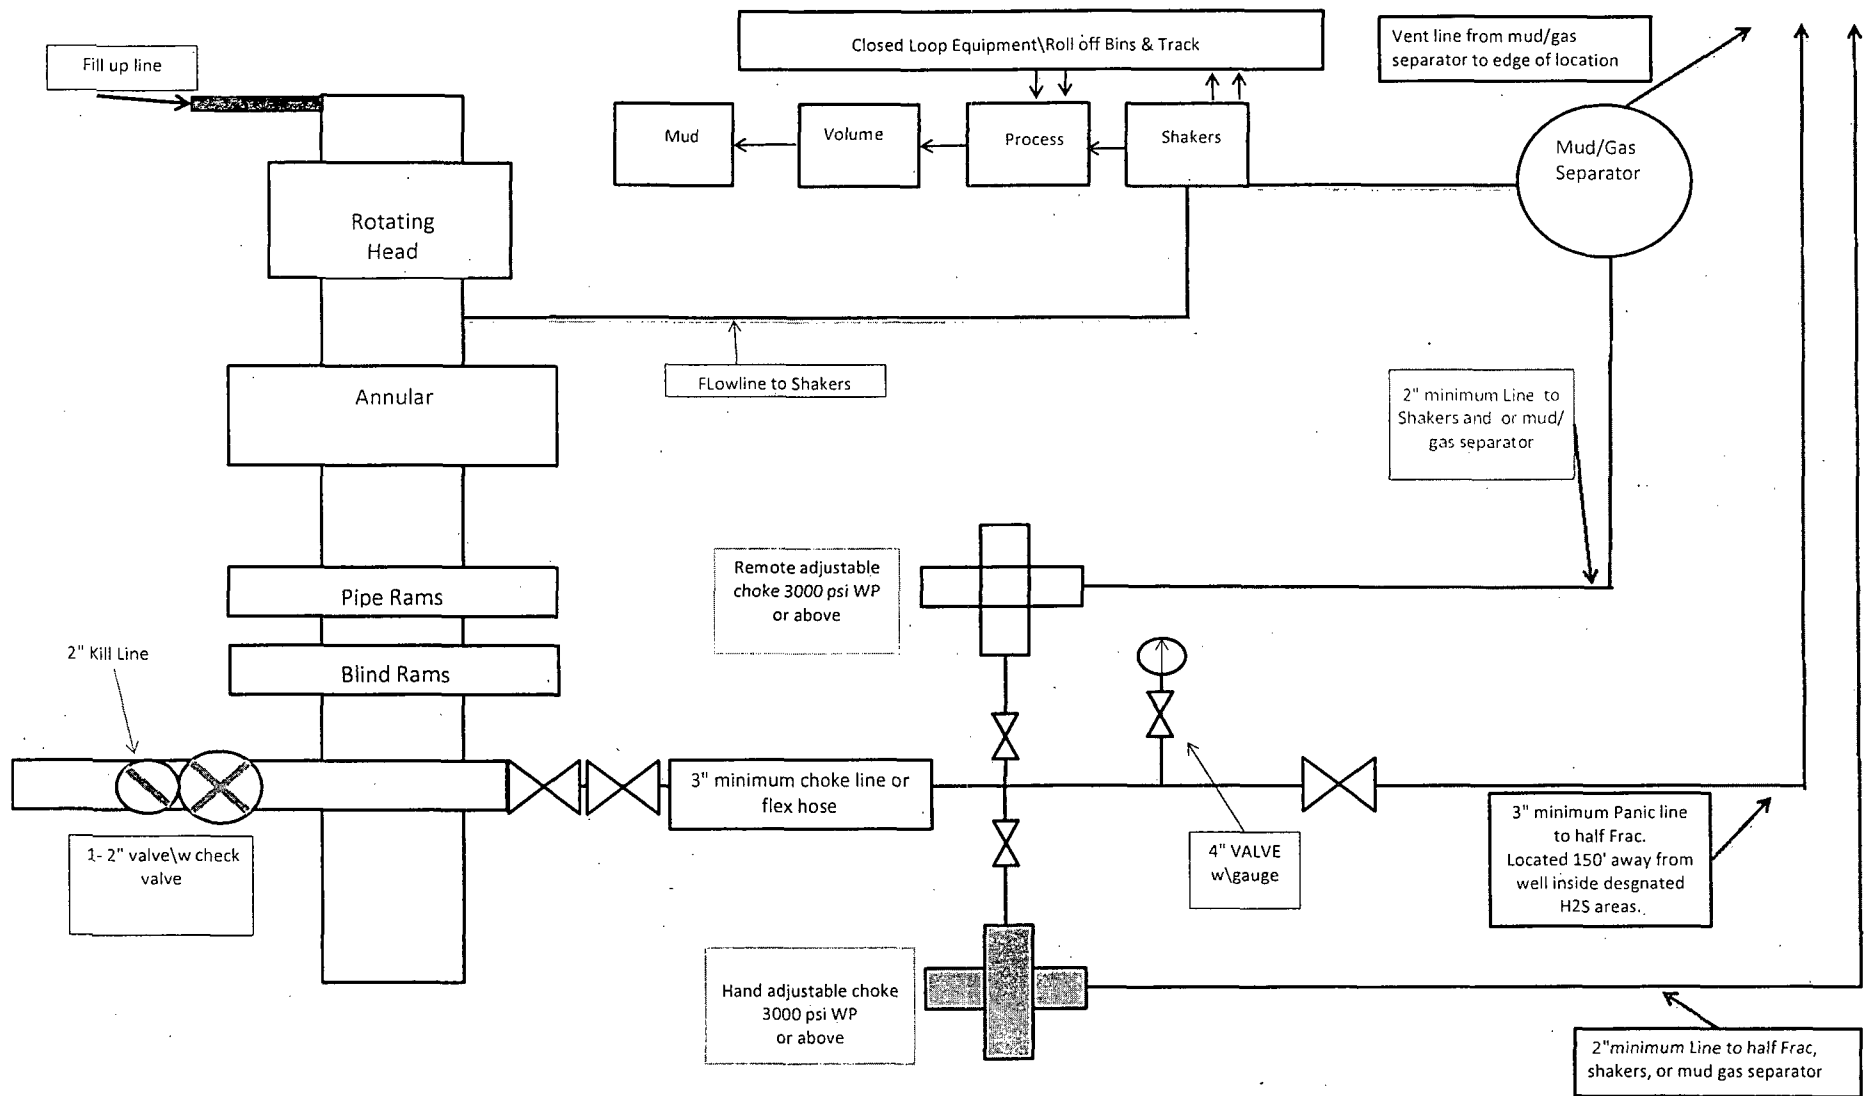 Closed Loop Equipment\Roll off Bins & Track
Vent line from mud/gas
separator to edge of location
Fill up line
Mud
Volume
Process
Shakers
Mud/Gas
Separator
Rotating
Head
FLowline to Shakers
Annular
2" minimum Line to
Shakers and or mud/
gas separator
Remote adjustable
choke 3000 psi WP
or above
Pipe Rams
2" Kill Line
Blind Rams
3" minimum choke line or
flex hose
1- 2" valve\w check
valve
4" VALVE
w\gauge
3" minimum Panic line
to half Frac.
Located 150' away from
well inside desgnated
H2S areas.
Hand adjustable choke
3000 psi WP
or above
2"minimum Line to half Frac,
shakers, or mud gas separator